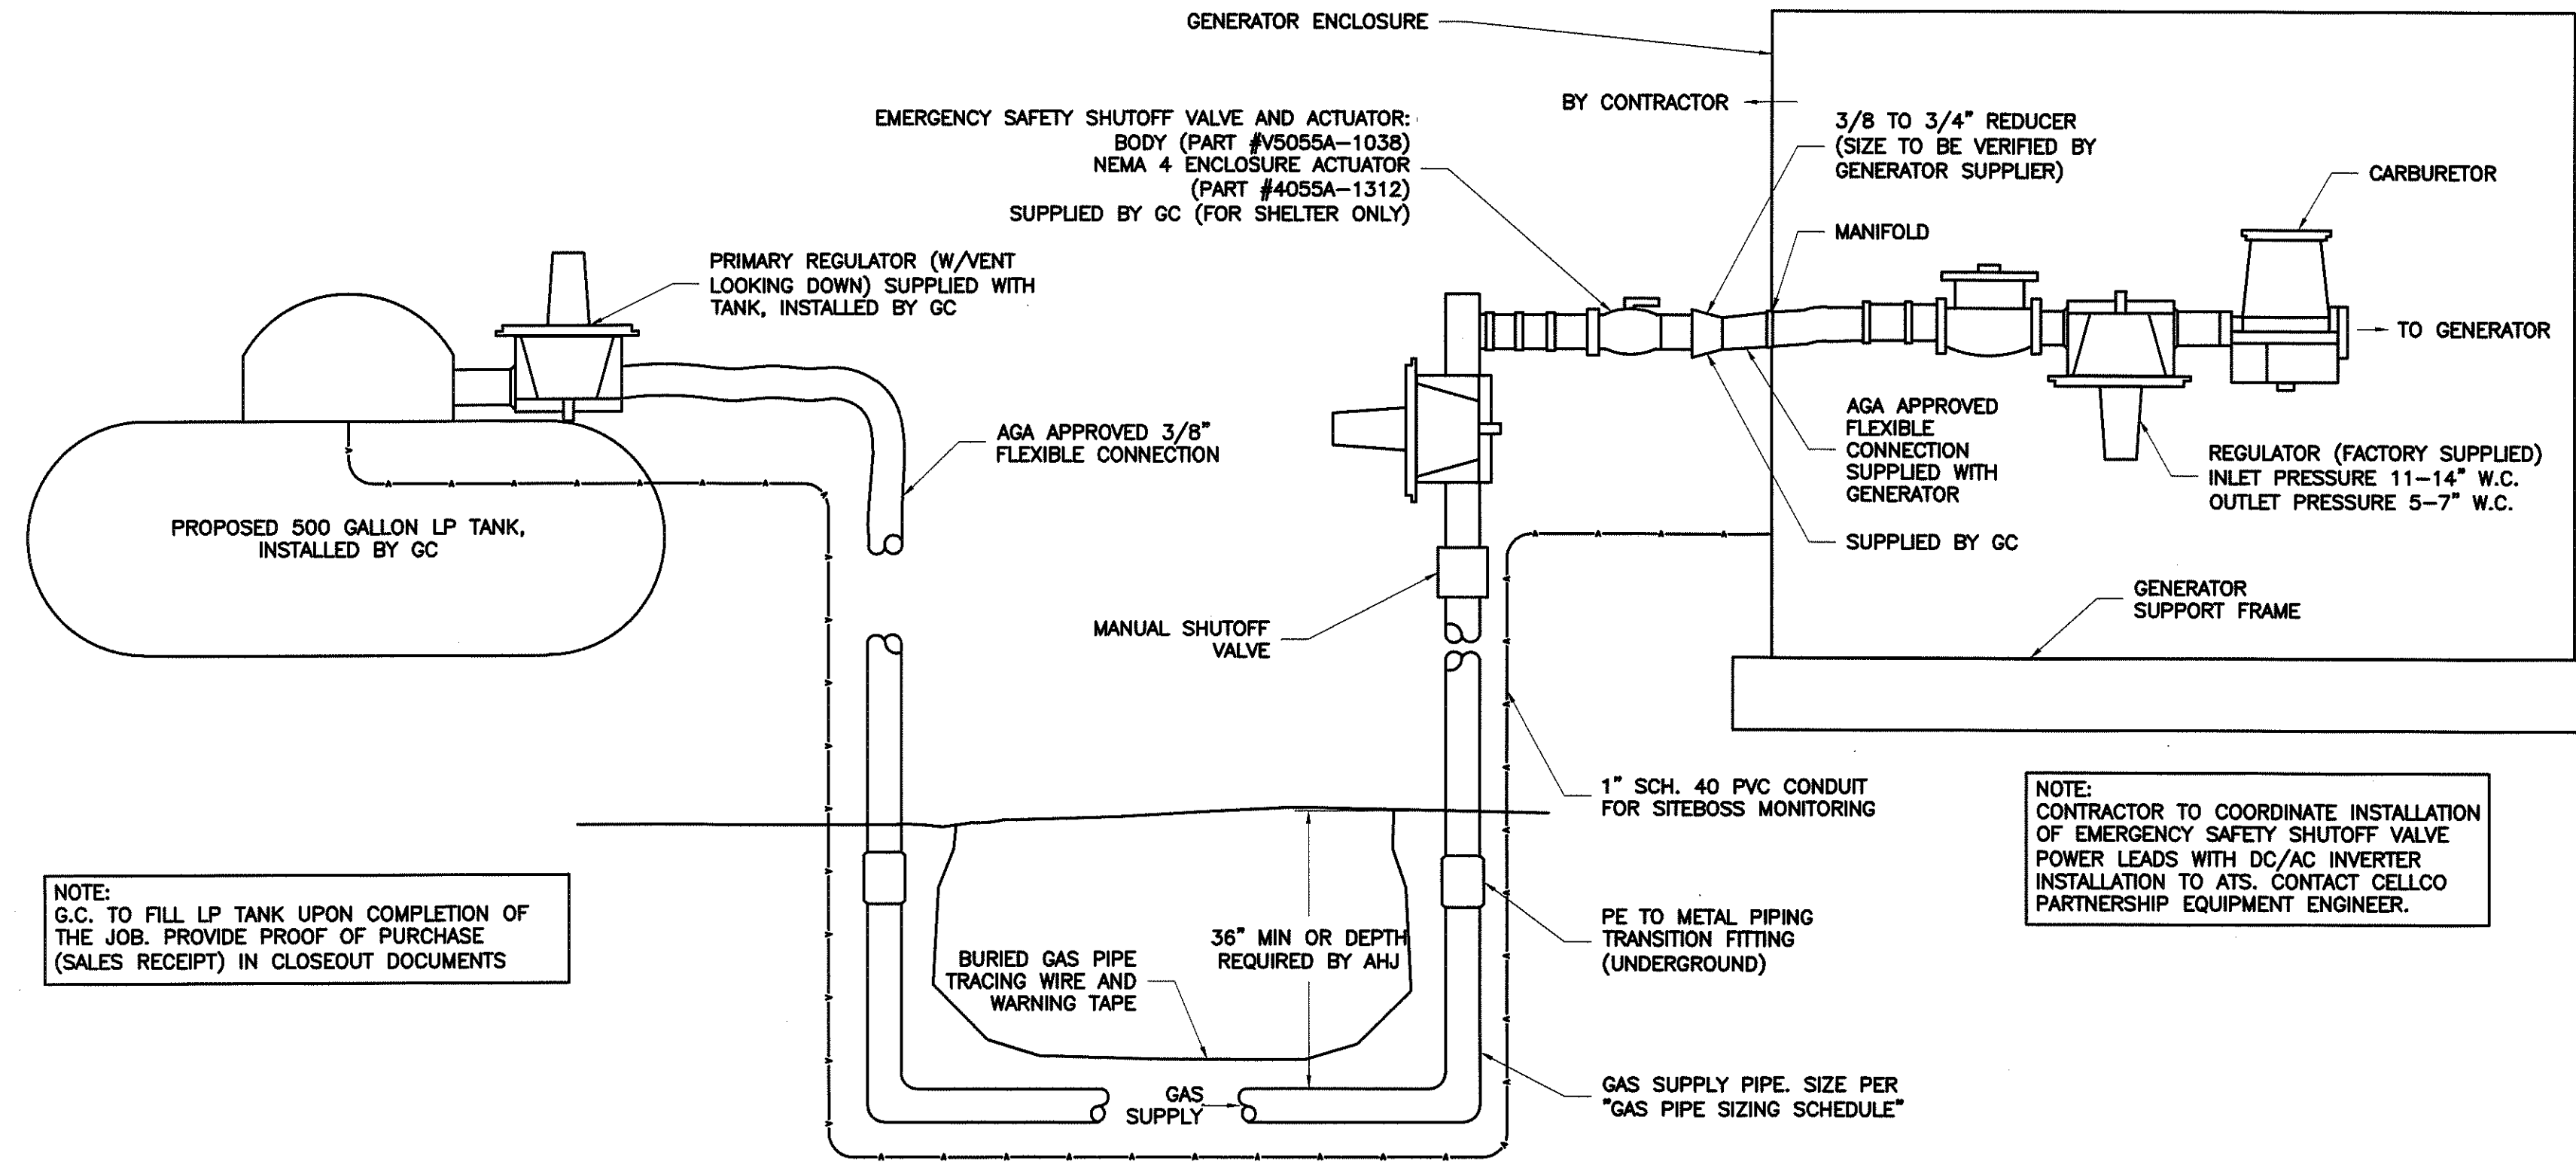 GENERATOR ENCLOSURE
BY CONTRACTOR
EMERGENCY SAFETY SHUTOFF VALVE AND ACTUATOR:
BODY (PART #V5055A-1038)
NEMA 4 ENCLOSURE ACTUATOR
(PART #4055A-1312)
SUPPLIED BY GC (FOR SHELTER ONLY)
3/8 TO 3/4" REDUCER
(SIZE TO BE VERIFIED BY
GENERATOR SUPPLIER)
CARBURETOR
MANIFOLD
PRIMARY REGULATOR (W/VENT
LOOKING DOWN) SUPPLIED WITH
TANK, INSTALLED BY GC
TO GENERATOR
AGA APPROVED 3/8"
FLEXIBLE CONNECTION
AGA APPROVED
FLEXIBLE
CONNECTION
SUPPLIED WITH
GENERATOR
REGULATOR (FACTORY SUPPLIED)
INLET PRESSURE 11-14" W.C.
OUTLET PRESSURE 5-7" W.C.
PROPOSED 500 GALLON LP TANK,
INSTALLED BY GC
SUPPLIED BY GC
GENERATOR
SUPPORT FRAME
MANUAL SHUTOFF
VALVE
1" SCH. 40 PVC CONDUIT
FOR SITEBOSS MONITORING
NOTE:
CONTRACTOR TO COORDINATE INSTALLATION
OF EMERGENCY SAFETY SHUTOFF VALVE
POWER LEADS WITH DC/AC INVERTER
INSTALLATION TO ATS. CONTACT CELLCO
PARTNERSHIP EQUIPMENT ENGINEER.
NOTE:
G.C. TO FILL LP TANK UPON COMPLETION OF
THE JOB. PROVIDE PROOF OF PURCHASE
(SALES RECEIPT) IN CLOSEOUT DOCUMENTS
36" MIN OR DEPTH
REQUIRED BY AHJ
PE TO METAL PIPING
TRANSITION FITTING
(UNDERGROUND)
BURIED GAS PIPE
TRACING WIRE AND
WARNING TAPE
GAS
SUPPLY
GAS SUPPLY PIPE. SIZE PER
"GAS PIPE SIZING SCHEDULE"